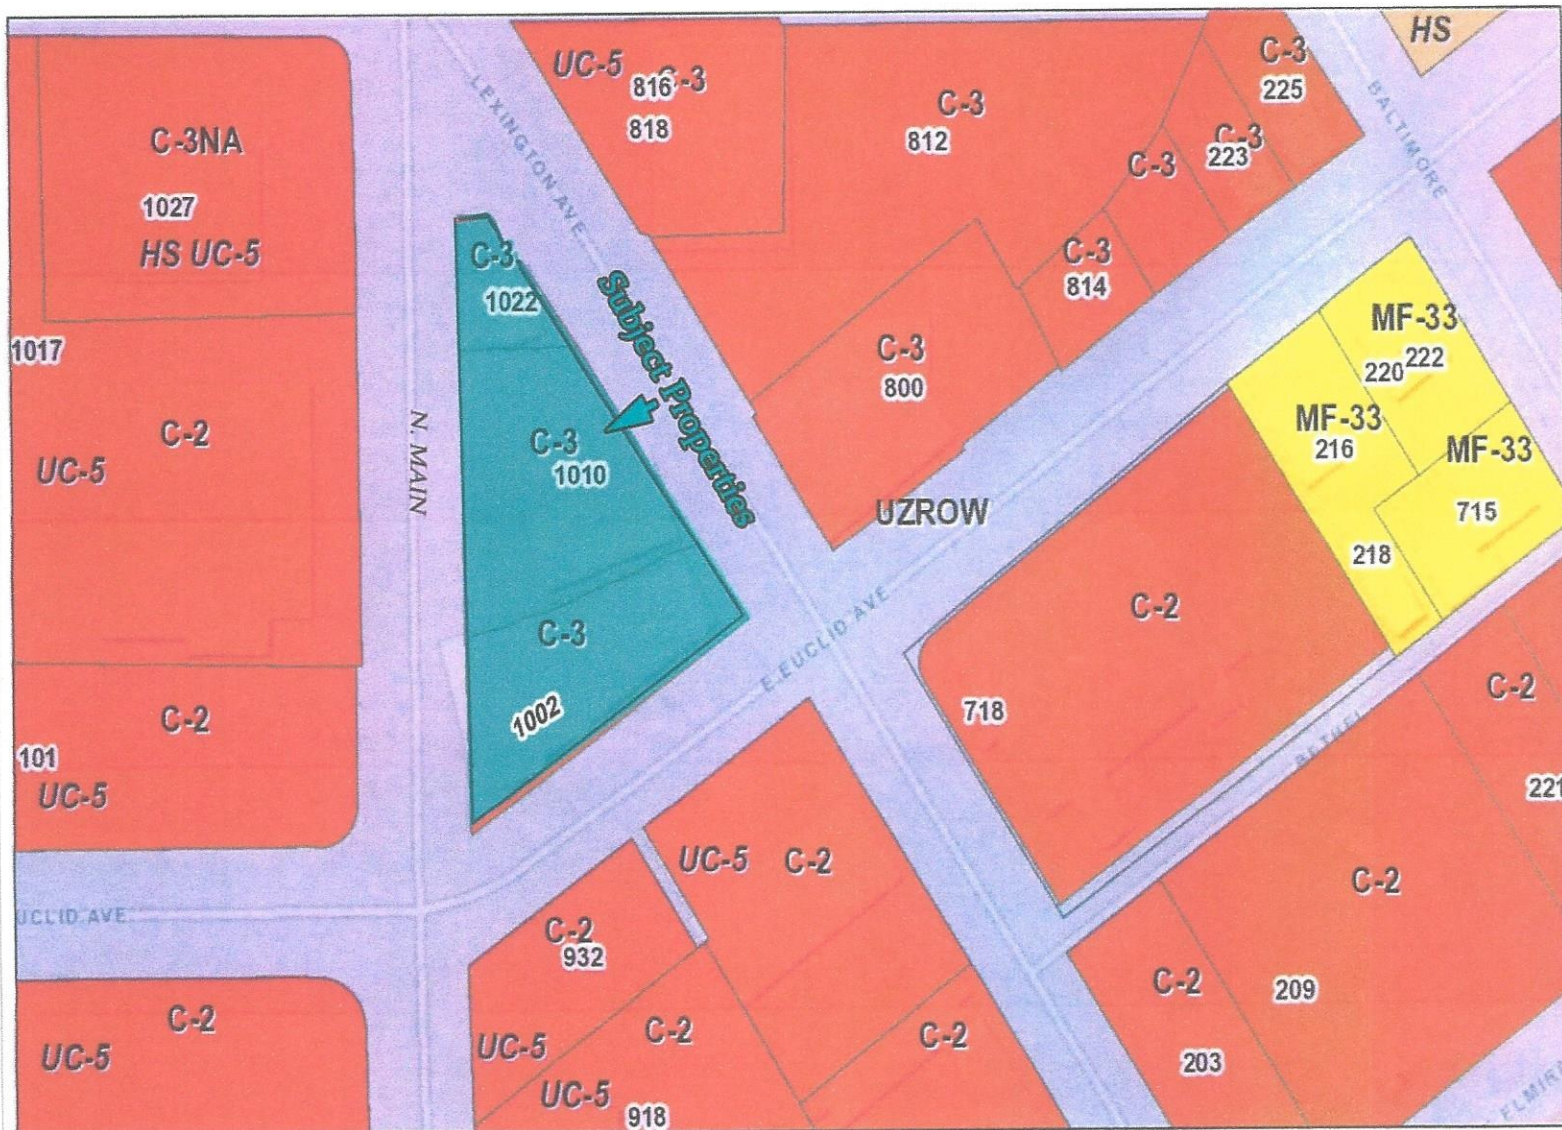 HS
UC-5
C-3
816
818
C-3
812
C-3
225
C-3
223
C-3
C-3
814
C-3
800
LEXINGTON AVE.
BALTIMORE
C-3NA
1027
HS UC-5
1017
C-2
UC-5
C-2
101
UC-5
N. MAIN
C-3
1022
C-3
1010
C-3
1002
Subject Properties
UZROW
E.EUCLID AVE
MF-33
220
222
MF-33
216
MF-33
715
218
C-2
718
C-2
221
C-2
209
C-2
203
UCLID AVE
C-2
UC-5
UC-5
C-2
C-2
932
UC-5
C-2
UC-5
918
C-2